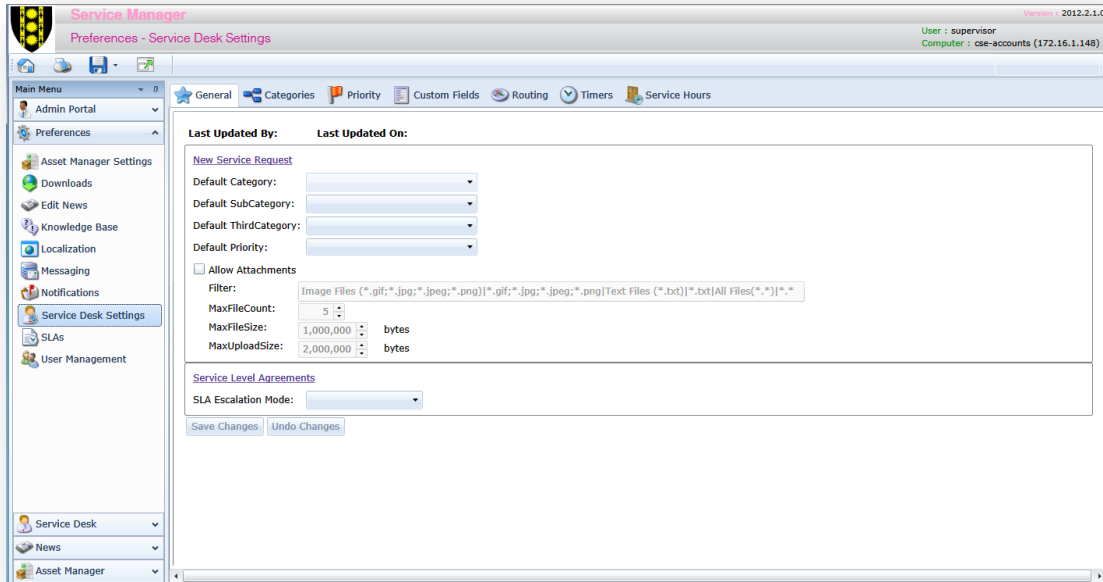 Service Manager
Version : 2012.2.1.0
Preferences - Service Desk Settings
User : supervisor
Computer : cse-accounts (172.16.1.148)
Main Menu
Admin Portal
Preferences
Asset Manager Settings
Downloads
Edit News
Knowledge Base
Localization
Messaging
Notifications
Service Desk Settings
SLAs
User Management
Service Desk
News
Asset Manager
General Categories Priority Custom Fields Routing Timers Service Hours
Last Updated By: Last Updated On:
New Service Request
Default Category:
Default SubCategory:
Default ThirdCategory:
Default Priority:
Allow Attachments
Filter: Image Files (*.gif;*.jpg;*.jpeg;*.png)|*.gif;*.jpg;*.jpeg;*.png|Text Files (*.txt)|*.txt|All Files(*.*)|*.*
MaxFileCount: 5
MaxFileSize: 1,000,000 bytes
MaxUploadSize: 2,000,000 bytes
Service Level Agreements
SLA Escalation Mode:
Save Changes Undo Changes